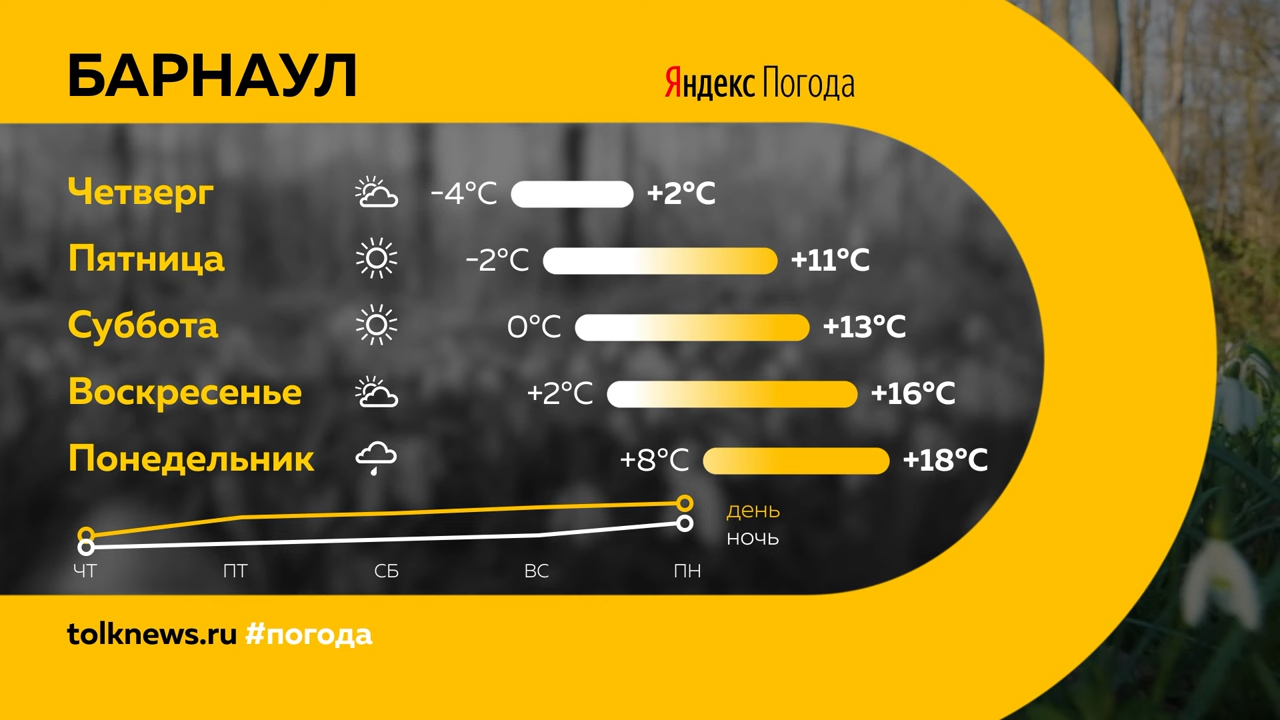 БАРНАУЛ
Яндекс Погода
Четверг -4°C +2°C
Пятница -2°C +11°C
Суббота 0°C +13°C
Воскресенье +2°C +16°C
Понедельник +8°C +18°C
день
ночь
ЧТ ПТ СБ ВС ПН
tolknews.ru #погода